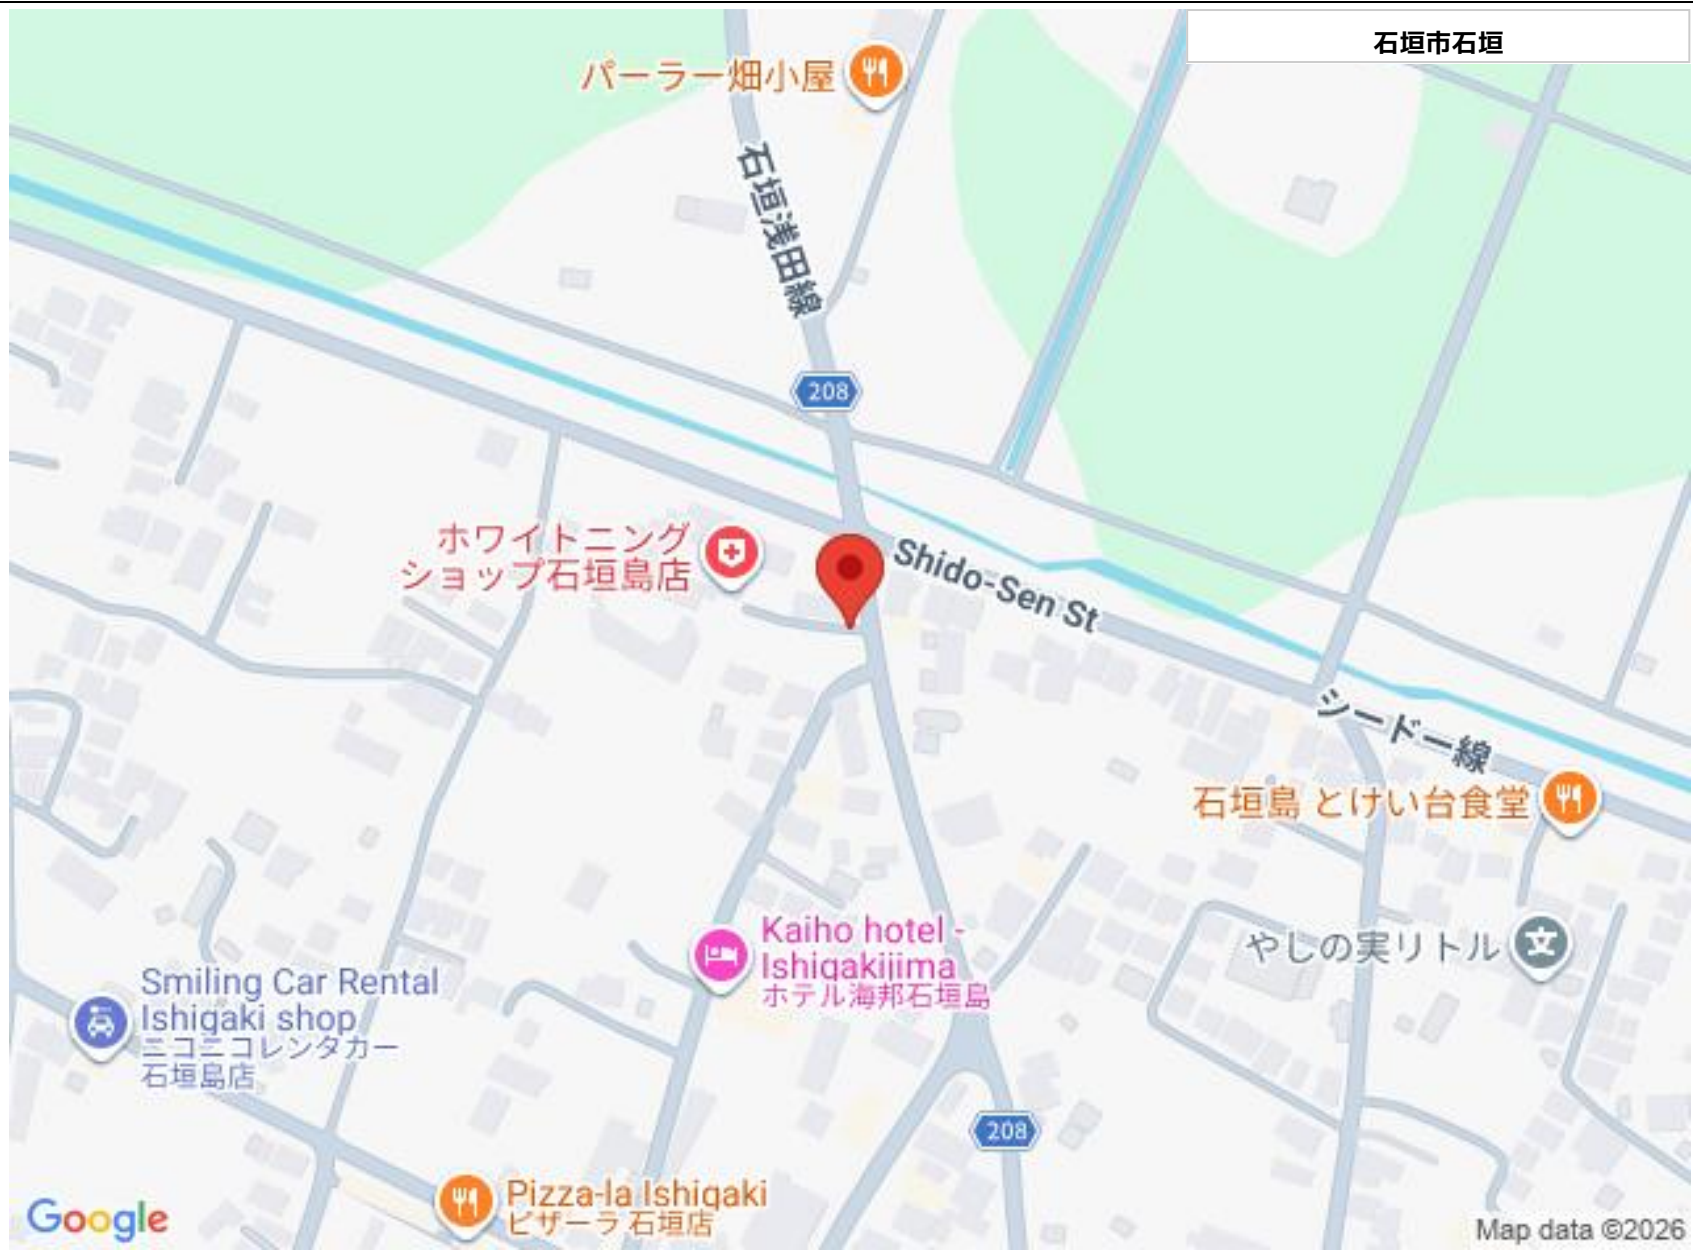 石垣市石垣
パーラー畑小屋
石垣浅田線
208
ホワイトニング
ショップ石垣島店
Shido-Sen St
シードー線
石垣島 とけい台食堂
Kaiho hotel -
Ishigakijima
ホテル海邦石垣島
やしの実リトル
Smiling Car Rental
Ishigaki shop
ニコニコレンタカー
石垣島店
208
Pizza-la Ishigaki
ピザーラ 石垣店
Google
Map data ©2026